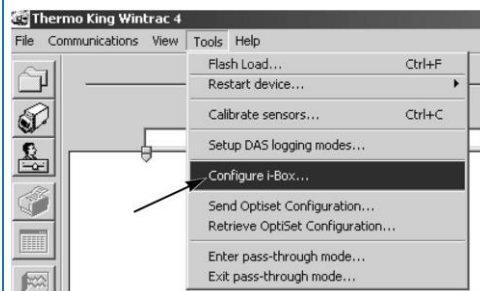 Thermo King Wintrac 4
File Communications View Tools Help
Flash Load... Ctrl+F
Restart device...
Calibrate sensors... Ctrl+C
Setup DAS logging modes...
Configure i-Box...
Send Optiset Configuration...
Retrieve OptiSet Configuration...
Enter pass-through mode...
Exit pass-through mode...